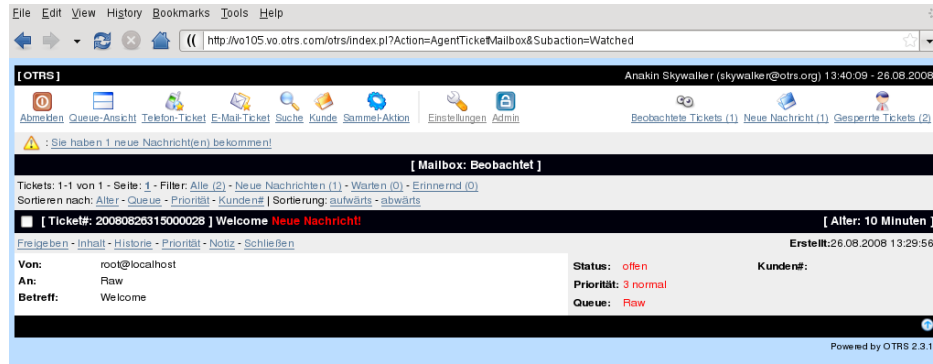 File Edit View History Bookmarks Tools Help
http://vo105.vo.otrs.com/otrs/index.pl?Action=AgentTicketMailbox&Subaction=Watched
[ OTRS ] Anakin Skywalker (skywalker@otrs.org) 13:40:09 - 26.08.2008
Abmelden Queue-Ansicht Telefon-Ticket E-Mail-Ticket Suche Kunde Sammel-Aktion Einstellungen Admin Beobachtete Tickets (1) Neue Nachricht (1) Gesperrte Tickets (2)
: Sie haben 1 neue Nachricht(en) bekommen!
[ Mailbox: Beobachtet ]
Tickets: 1-1 von 1 - Seite: 1 - Filter: Alle (2) - Neue Nachrichten (1) - Warten (0) - Erinnernd (0)
Sortieren nach: Alter - Queue - Priorität - Kunden# | Sortierung: aufwärts - abwärts
[ Ticket#: 20080826315000028 ] Welcome Neue Nachricht! [ Alter: 10 Minuten ]
Freigeben - Inhalt - Historie - Priorität - Notiz - Schließen Erstellt:26.08.2008 13:29:56
Von: root@localhost Status: offen Kunden#:
An: Raw Priorität: 3 normal
Betreff: Welcome Queue: Raw
Powered by OTRS 2.3.1